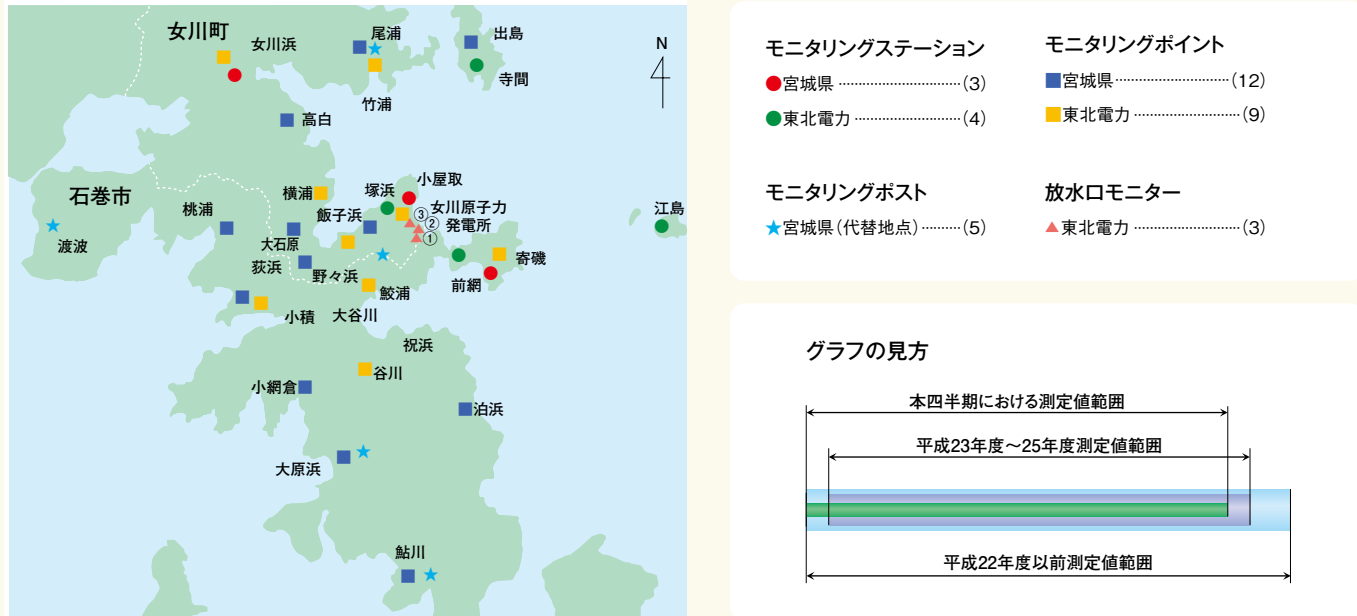 女川町
女川浜
尾浦
出島
寺間
竹浦
N
高白
石巻市
渡波
桃浦
横浦
大石原
飯子浜
塚浜
小屋取
女川原子力
発電所
③
②
①
江島
荻浜
野々浜
鮫浦
前網
寄磯
小積
大谷川
祝浜
谷川
小網倉
泊浜
大原浜
鮎川
モニタリングステーション
●宮城県 ………………………(3)
●東北電力 ……………………(4)
モニタリングポイント
■宮城県 ……………………(12)
■東北電力 …………………(9)
モニタリングポスト
★宮城県(代替地点) ………(5)
放水口モニター
▲東北電力 …………………(3)
グラフの見方
本四半期における測定値範囲
平成23年度~25年度測定値範囲
平成22年度以前測定値範囲